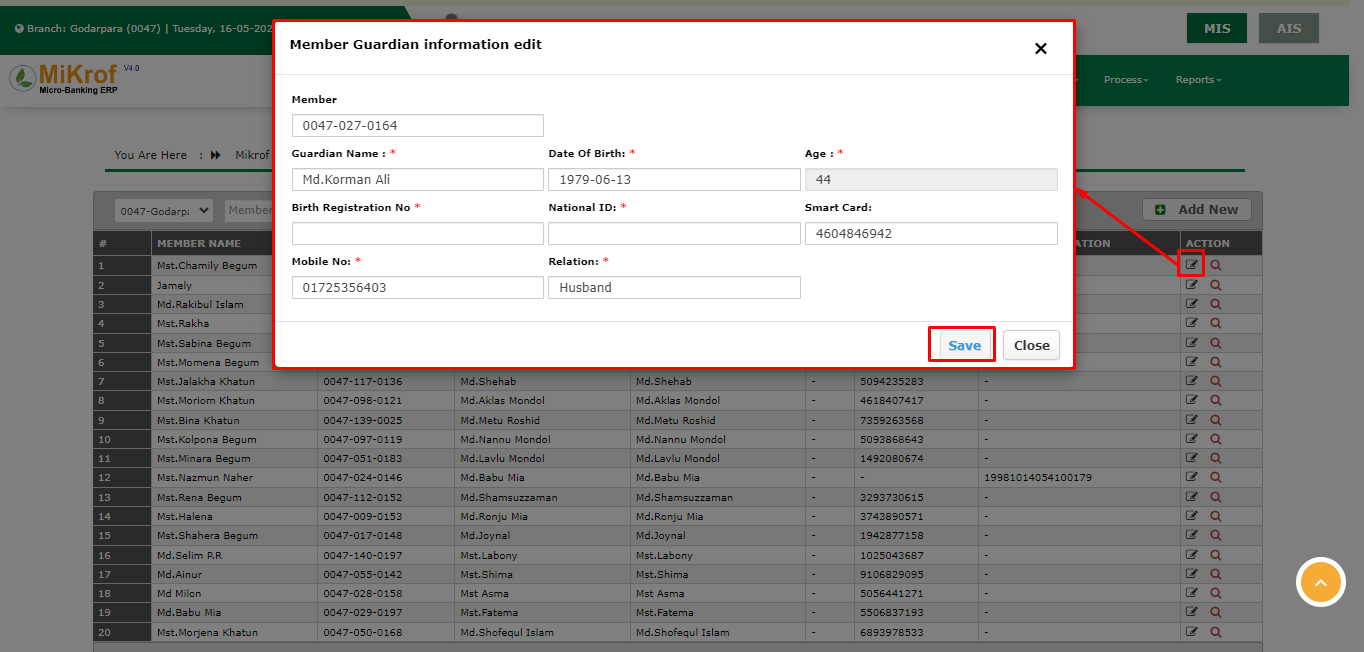 Branch: Godarpara (0047) | Tuesday, 16-05-202
MIS AIS
MiKrof V4.0
Micro-Banking ERP
Process Reports
You Are Here : Mikrof
Member Guardian information edit
Member
0047-027-0164
Guardian Name : * Date Of Birth: * Age : *
Md.Korman Ali 1979-06-13 44
Birth Registration No * National ID: * Smart Card:
4604846942
Mobile No: * Relation: *
01725356403 Husband
Save Close
0047-Godarpa Member Add New
# MEMBER NAME ATION ACTION
1 Mst.Chamily Begum
2 Jamely
3 Md.Rakibul Islam
4 Mst.Rakha
5 Mst.Sabina Begum
6 Mst.Momena Begum
7 Mst.Jalakha Khatun 0047-117-0136 Md.Shehab Md.Shehab - 5094235283 -
8 Mst.Moriom Khatun 0047-098-0121 Md.Aklas Mondol Md.Aklas Mondol - 4618407417 -
9 Mst.Bina Khatun 0047-139-0025 Md.Metu Roshid Md.Metu Roshid - 7359263568 -
10 Mst.Kolpona Begum 0047-097-0119 Md.Nannu Mondol Md.Nannu Mondol - 5093868643 -
11 Mst.Minara Begum 0047-051-0183 Md.Lavlu Mondol Md.Lavlu Mondol - 1492080674 -
12 Mst.Nazmun Naher 0047-024-0146 Md.Babu Mia Md.Babu Mia - - 19981014054100179
13 Mst.Rena Begum 0047-112-0152 Md.Shamsuzzaman Md.Shamsuzzaman - 3293730615 -
14 Mst.Halena 0047-009-0153 Md.Ronju Mia Md.Ronju Mia - 3743890571 -
15 Mst.Shahera Begum 0047-017-0148 Md.Joynal Md.Joynal - 1942877158 -
16 Md.Selim P.R 0047-140-0197 Mst.Labony Mst.Labony - 1025043687 -
17 Md.Ainur 0047-055-0142 Mst.Shima Mst.Shima - 9106829095 -
18 Md Milon 0047-028-0158 Mst Asma Mst Asma - 5056441271 -
19 Md.Babu Mia 0047-029-0197 Mst.Fatema Mst.Fatema - 5506837193 -
20 Mst.Morjena Khatun 0047-050-0168 Md.Shofequl Islam Md.Shofequl Islam - 6893978533 -